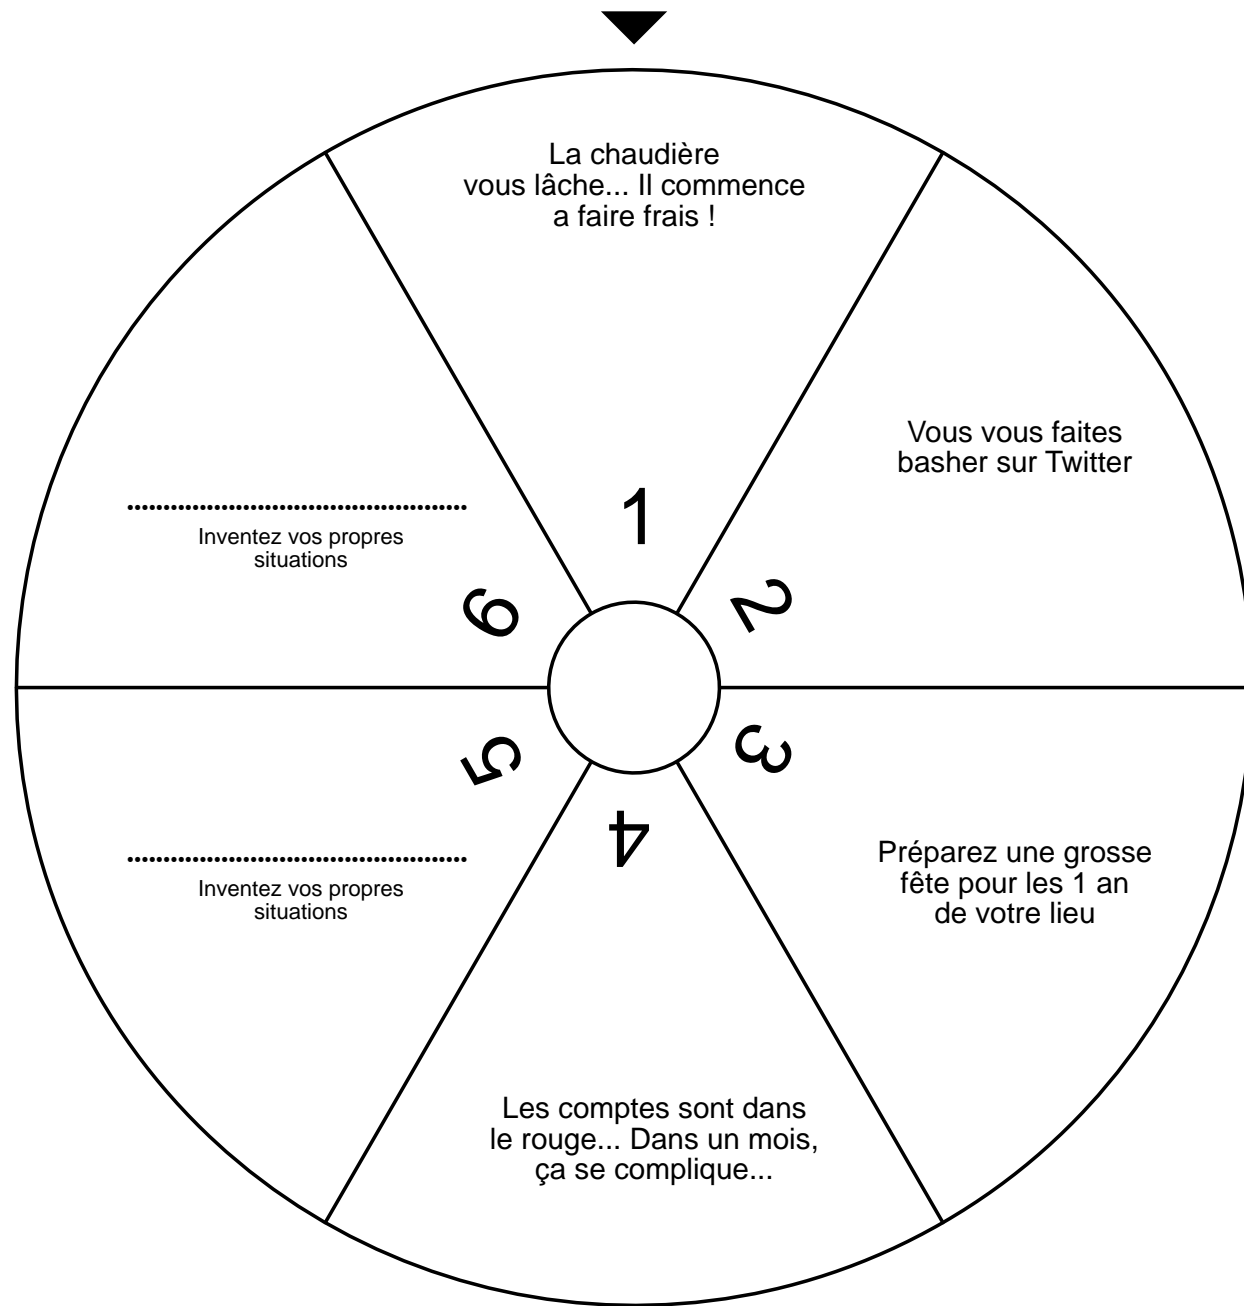 La chaudière
vous lâche... Il commence
a faire frais !
1
Vous vous faites
basher sur Twitter
2
3
Préparez une grosse
fête pour les 1 an
de votre lieu
4
Les comptes sont dans
le rouge... Dans un mois,
ça se complique...
5
..............................................
Inventez vos propres
situations
6
..............................................
Inventez vos propres
situations